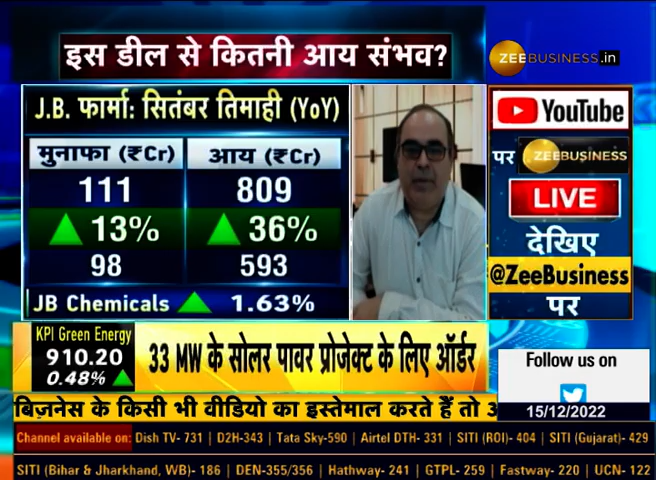 इस डील से कितनी आय संभव?
ZEEBUSINESS.in
J.B. फार्मा: सितंबर तिमाही (YoY)
मुनाफा (₹Cr) आय (₹Cr)
111 809
13% 36%
98 593
JB Chemicals 1.63%
YouTube
पर ZEEBUSINESS
LIVE
देखिए
@ZeeBusiness
पर
KPI Green Energy
910.20
0.48%
33 MW के सोलर पावर प्रोजेक्ट के लिए ऑर्डर
Follow us on
बिज़नेस के किसी भी वीडियो का इस्तेमाल करते हैं तो
15/12/2022
Channel available on: Dish TV- 731 | D2H-343 | Tata Sky-590 | Airtel DTH- 331 | SITI (ROI)- 404 | SITI (Gujarat)- 429
SITI (Bihar & Jharkhand, WB)- 186 | DEN-355/356 | Hathway- 241 | GTPL- 259 | Fastway- 220 | UCN- 122